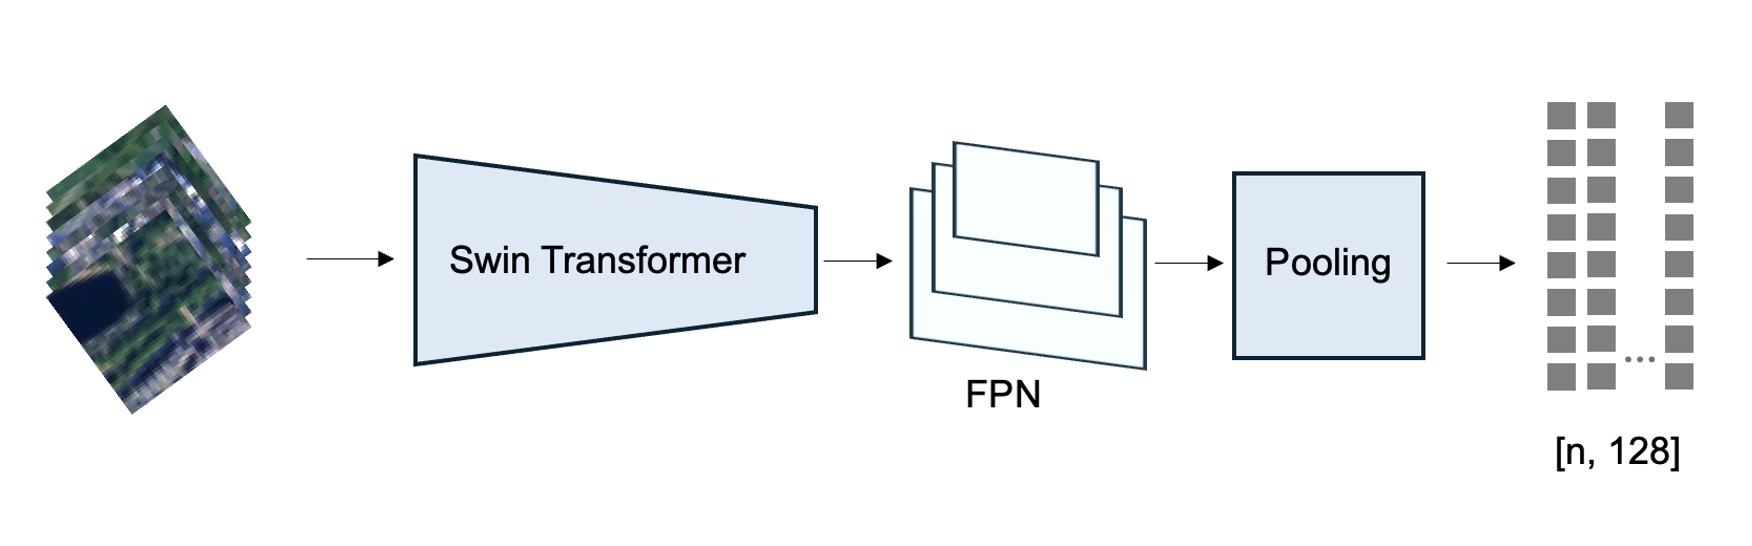 Swin Transformer
FPN
Pooling
...
[n, 128]